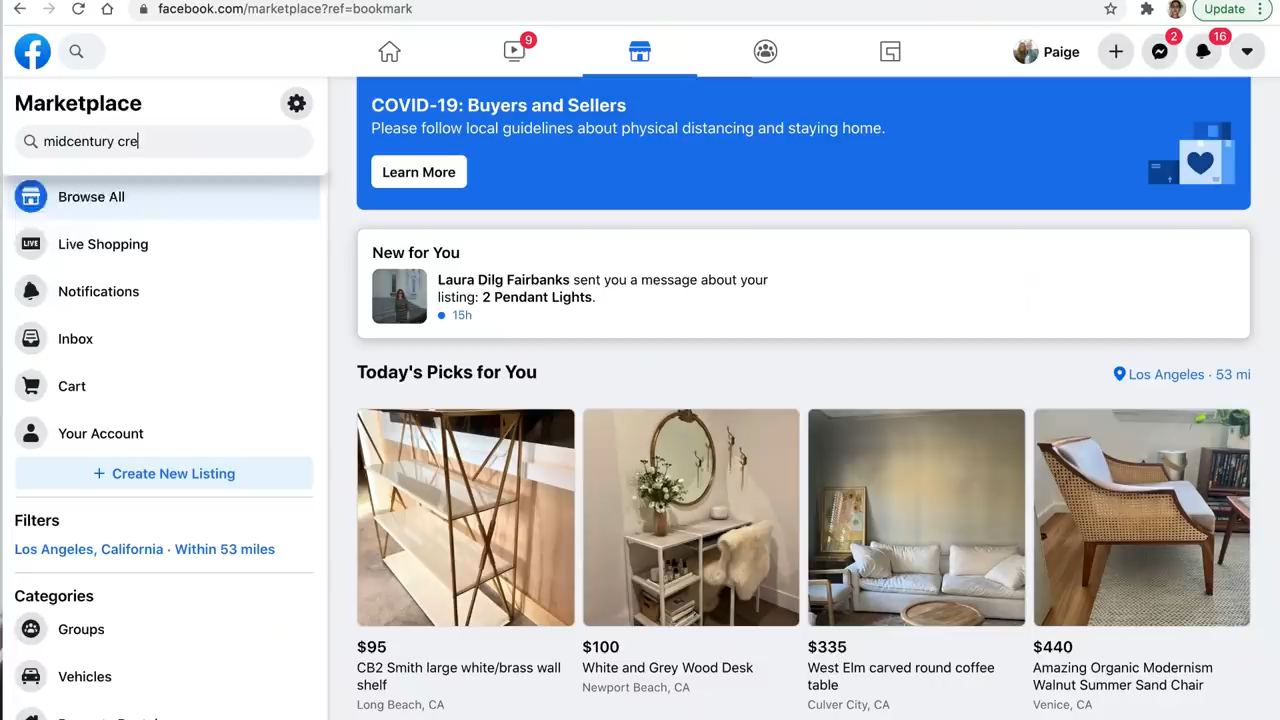 facebook.com/marketplace?ref=bookmark
Update
9
Paige
2
16
Marketplace
midcentury cre
Browse All
LIVE
Live Shopping
Notifications
Inbox
Cart
Your Account
+ Create New Listing
Filters
Los Angeles, California · Within 53 miles
Categories
Groups
Vehicles
COVID-19: Buyers and Sellers
Please follow local guidelines about physical distancing and staying home.
Learn More
New for You
Laura Dilg Fairbanks sent you a message about your
listing: 2 Pendant Lights.
15h
Today's Picks for You
Los Angeles · 53 mi
$95
CB2 Smith large white/brass wall
shelf
Long Beach, CA
$100
White and Grey Wood Desk
Newport Beach, CA
$335
West Elm carved round coffee
table
Culver City, CA
$440
Amazing Organic Modernism
Walnut Summer Sand Chair
Venice, CA